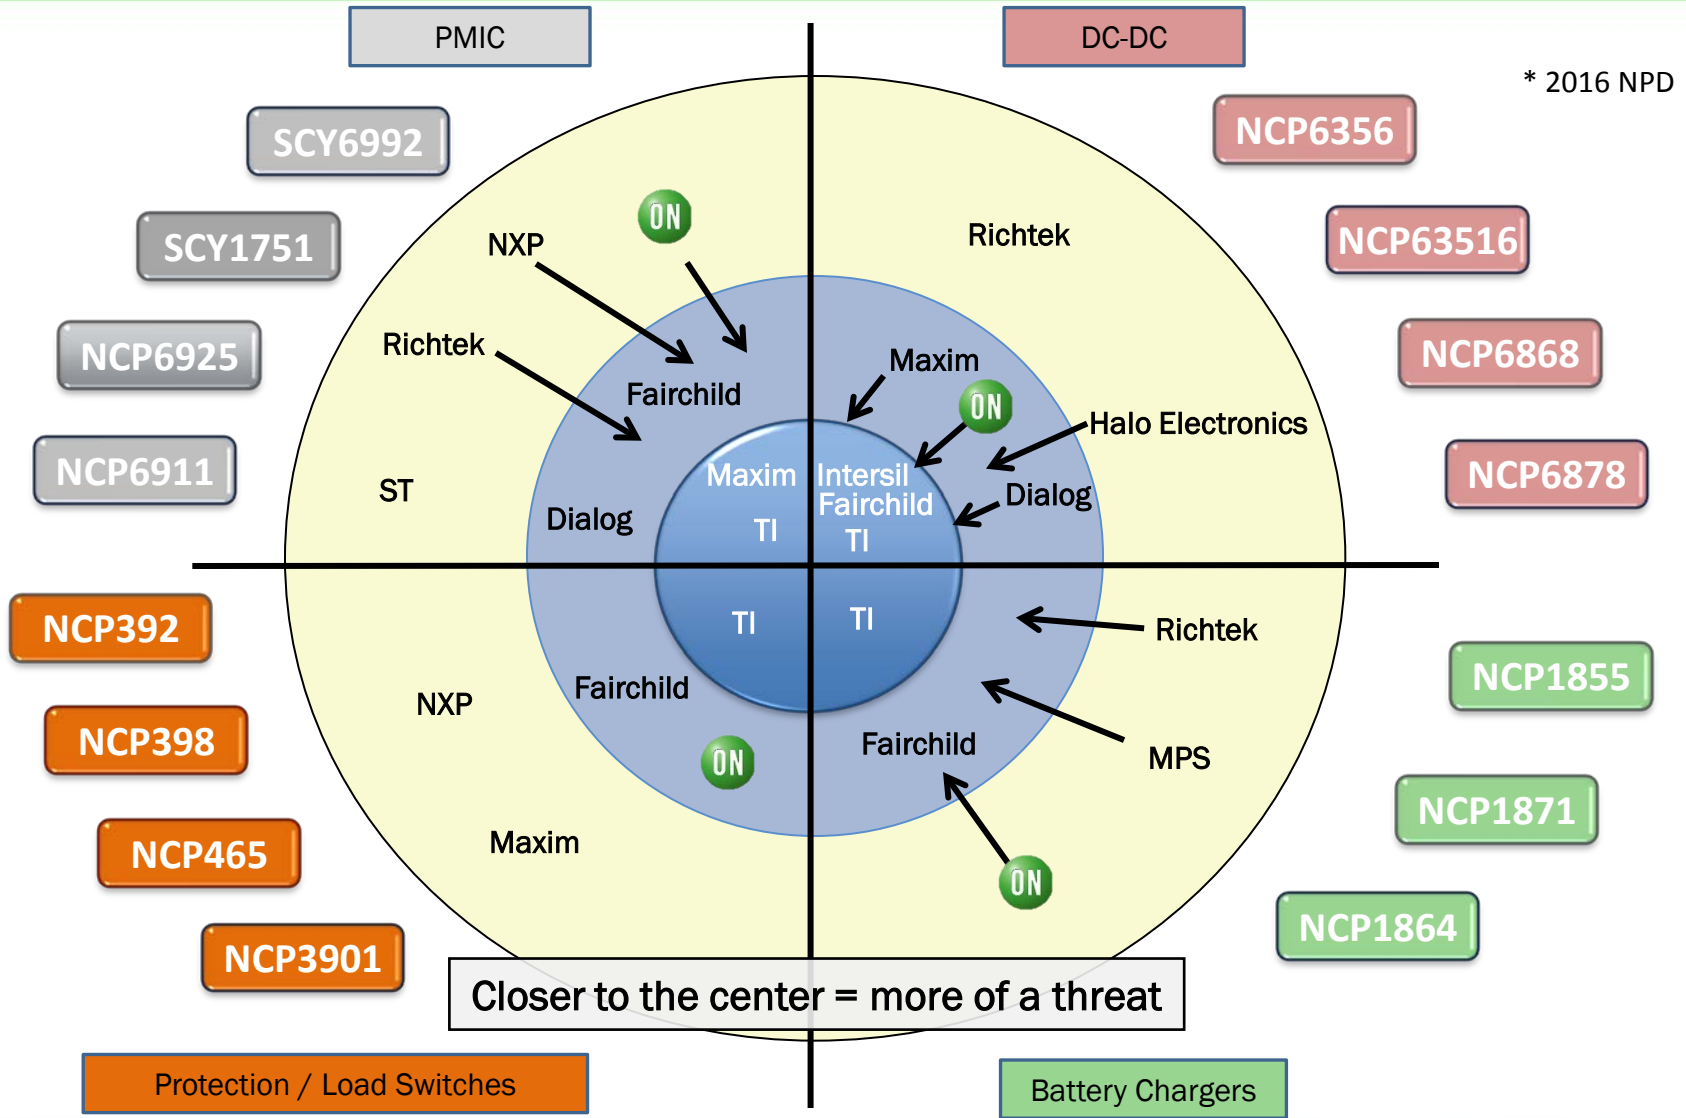 PMIC
DC-DC
* 2016 NPD
SCY6992
SCY1751
NCP6925
NCP6911
NCP6356
NCP63516
NCP6868
NCP6878
NXP
ON
Richtek
Fairchild
ST
Dialog
Maxim
TI
Richtek
Maxim
ON
Halo Electronics
Dialog
Intersil
Fairchild
TI
NCP392
NCP398
NCP465
NCP3901
TI
Fairchild
NXP
ON
Maxim
TI
Richtek
Fairchild
MPS
ON
NCP1855
NCP1871
NCP1864
Closer to the center = more of a threat
Protection / Load Switches
Battery Chargers